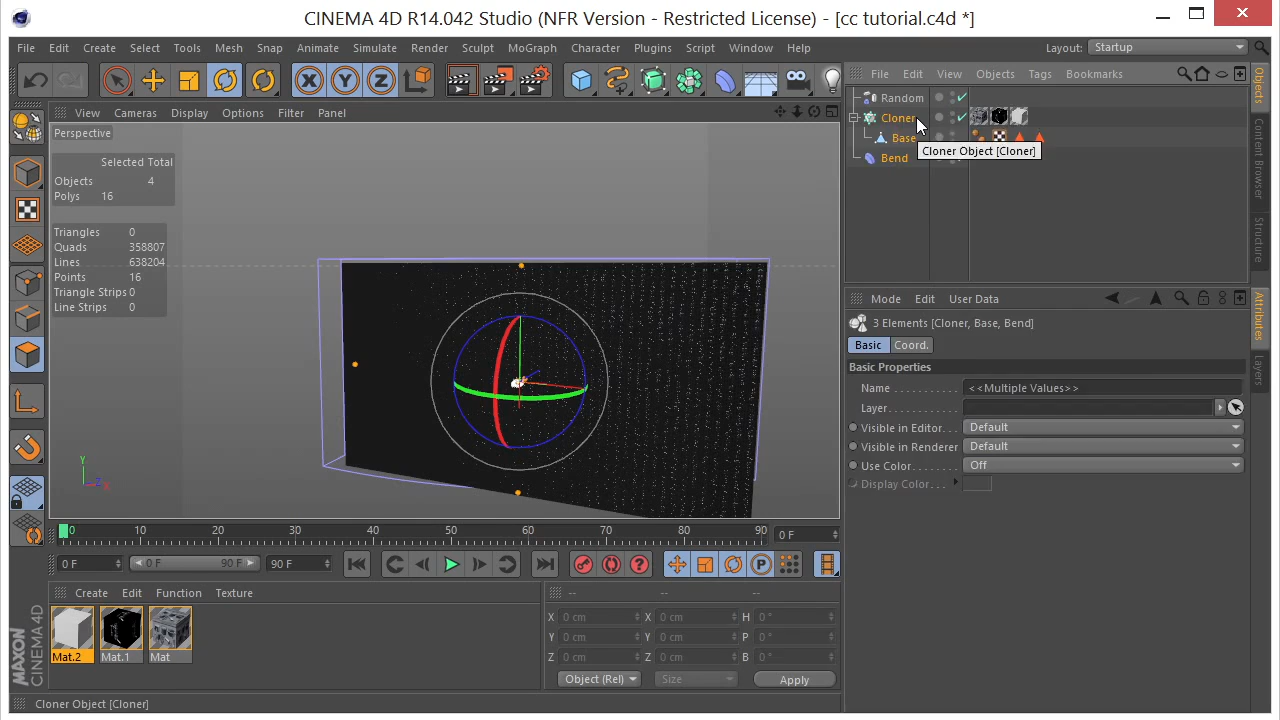 CINEMA 4D R14.042 Studio (NFR Version - Restricted License) - [cc tutorial.c4d *]
File Edit Create Select Tools Mesh Snap Animate Simulate Render Sculpt MoGraph Character Plugins Script Window Help Layout: Startup
X Y Z
File Edit View Objects Tags Bookmarks
View Cameras Display Options Filter Panel
Perspective
Selected Total
Objects 4
Polys 16
Triangles 0
Quads 358807
Lines 638204
Points 16
Triangle Strips 0
Line Strips 0
Random
Cloner
Base
Bend
Cloner Object [Cloner]
Objects
Content Browser
Structure
Mode Edit User Data
3 Elements [Cloner, Base, Bend]
Basic Coord.
Basic Properties
Name <<Multiple Values>>
Layer
Visible in Editor Default
Visible in Renderer Default
Use Color Off
Display Color
Attributes
Layers
Y
Z X
0 10 20 30 40 50 60 70 80 90 0 F
0 F 0 F 90 F 90 F
P
Create Edit Function Texture
Mat.2 Mat.1 Mat
-- -- --
X 0 cm X 0 cm H 0 °
Y 0 cm Y 0 cm P 0 °
Z 0 cm Z 0 cm B 0 °
Object (Rel) Size Apply
MAXON
CINEMA 4D
Cloner Object [Cloner]